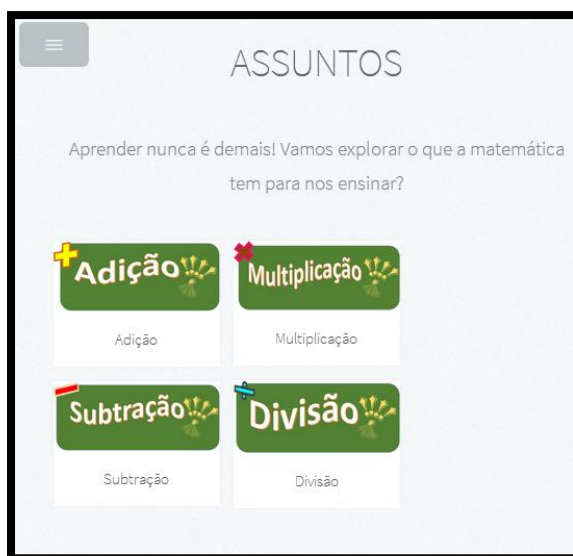 ASSUNTOS
Aprender nunca é demais! Vamos explorar o que a matemática
tem para nos ensinar?
Adição
Multiplicação
Adição
Multiplicação
Subtração
Divisão
Subtração
Divisão